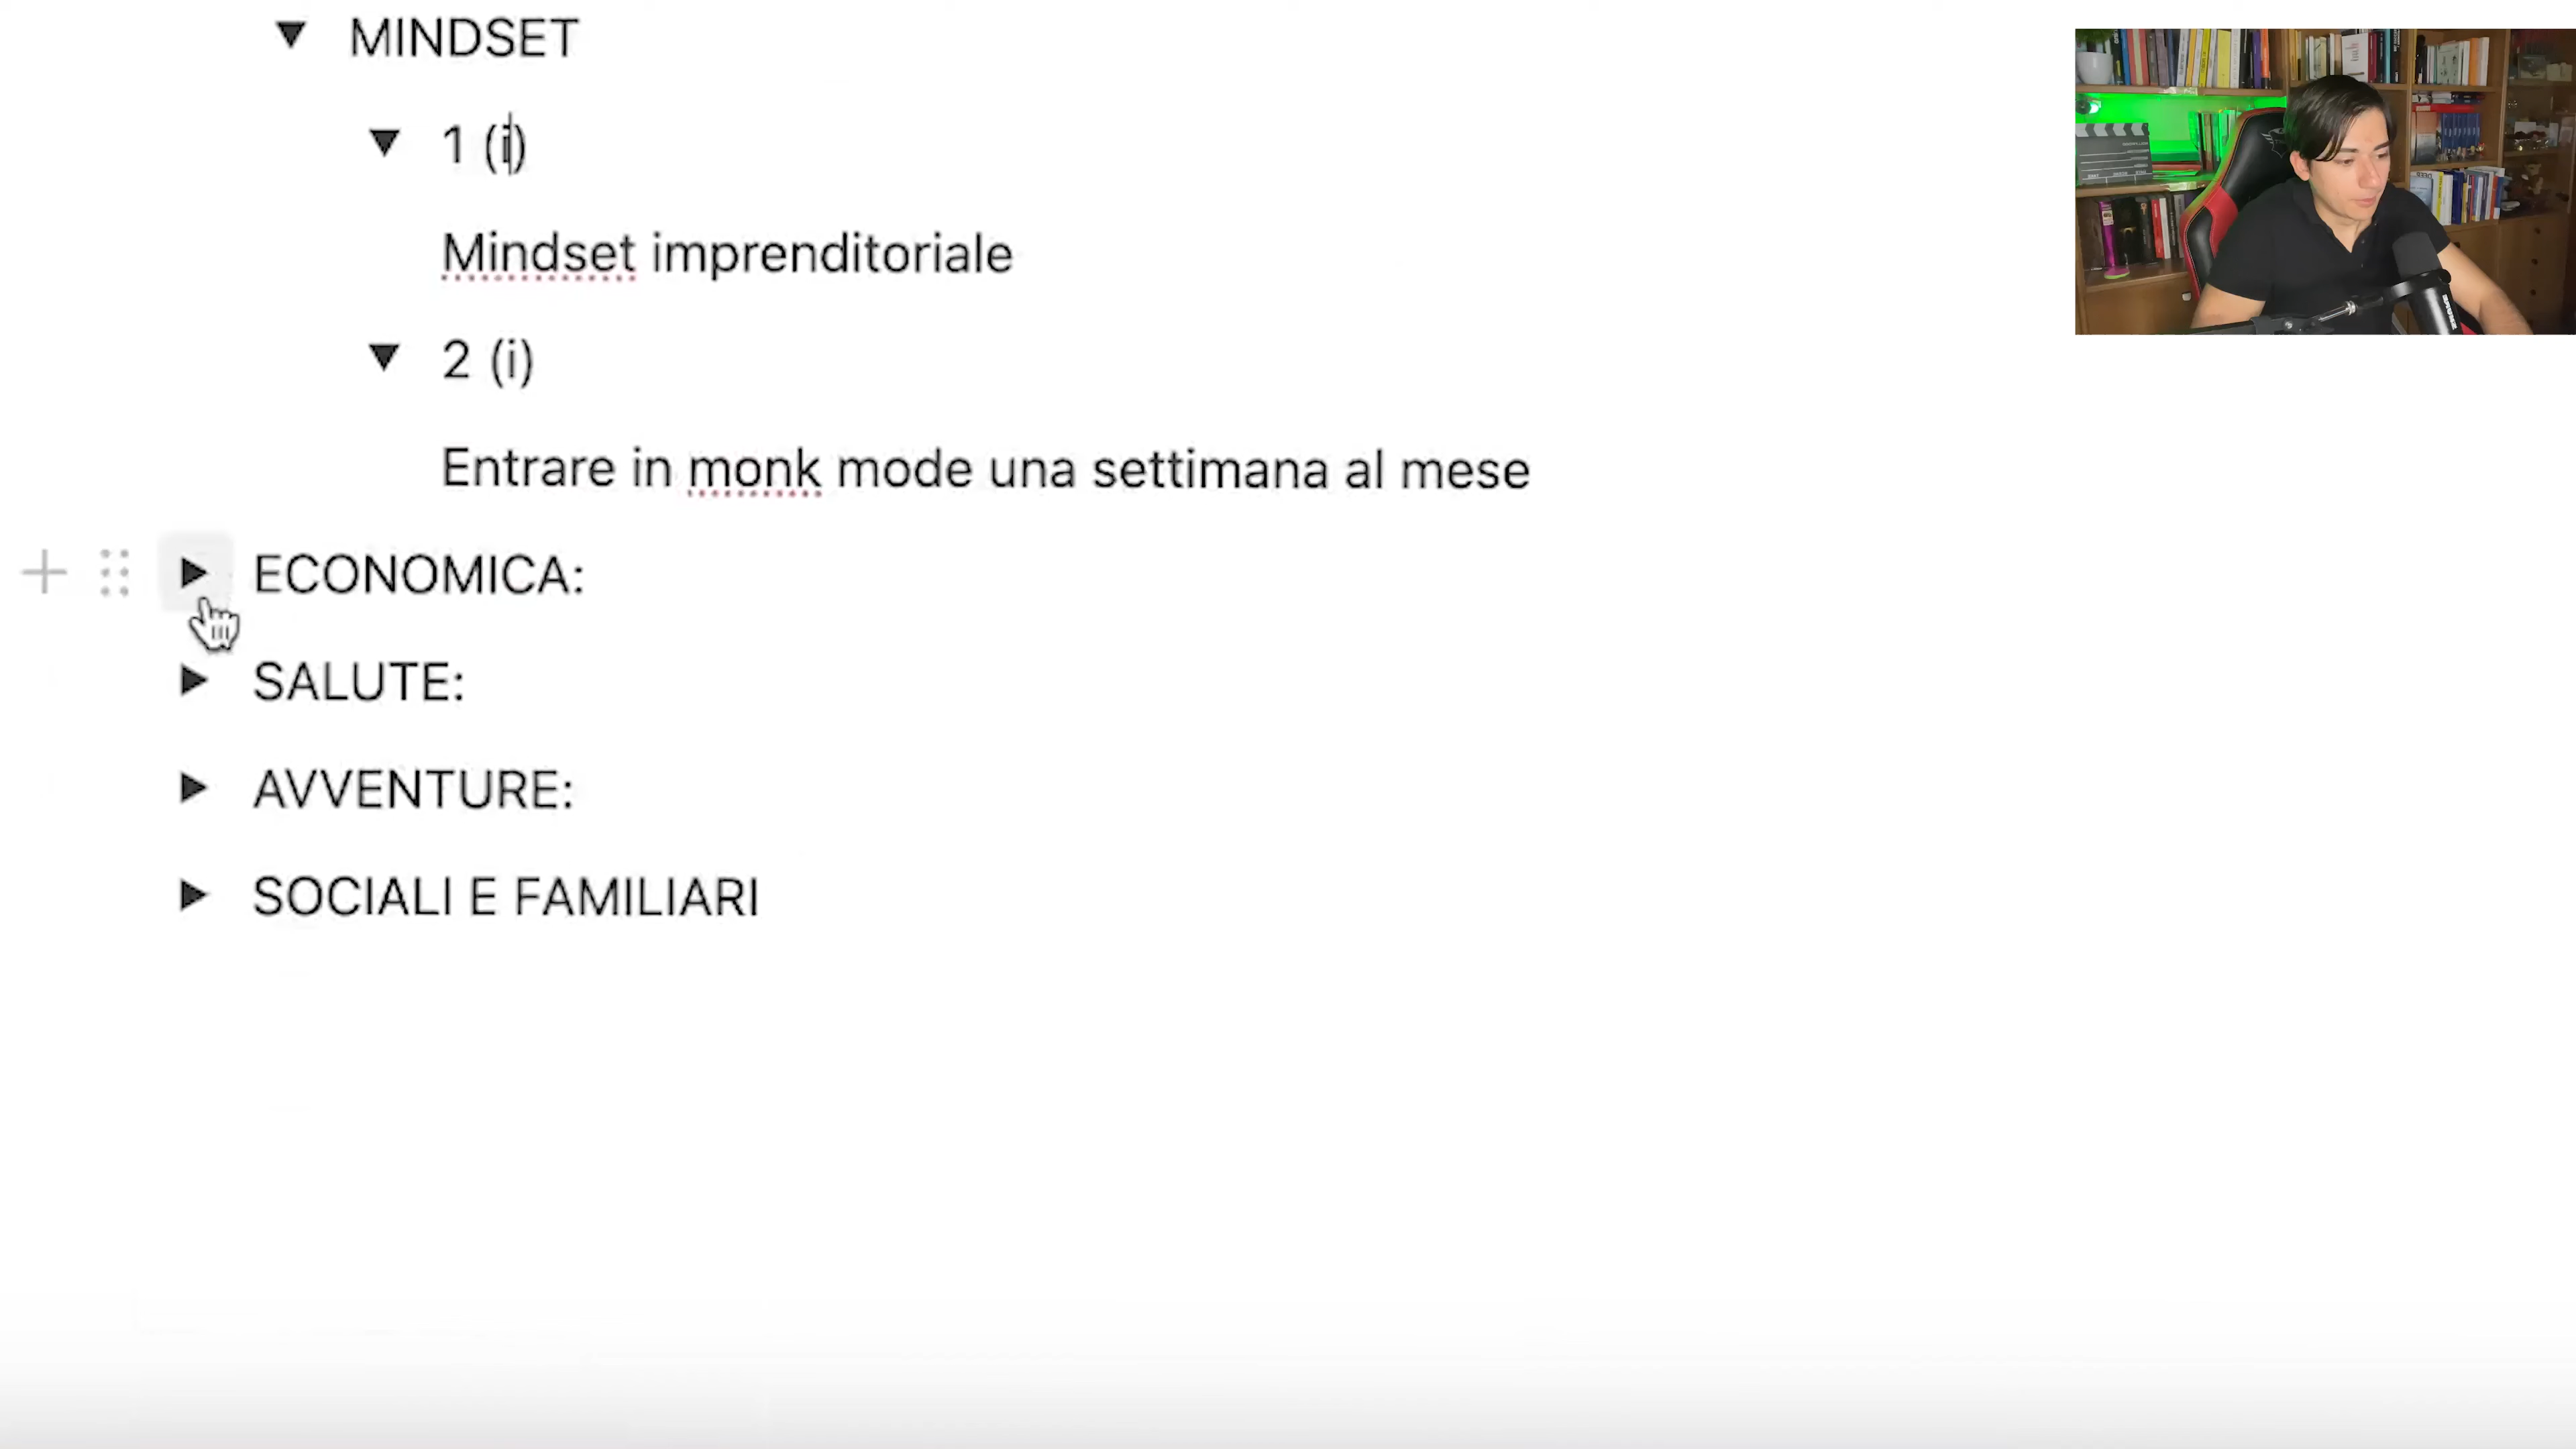 MINDSET
1 (i)
Mindset imprenditoriale
2 (i)
Entrare in monk mode una settimana al mese
ECONOMICA:
SALUTE:
AVVENTURE:
SOCIALI E FAMILIARI